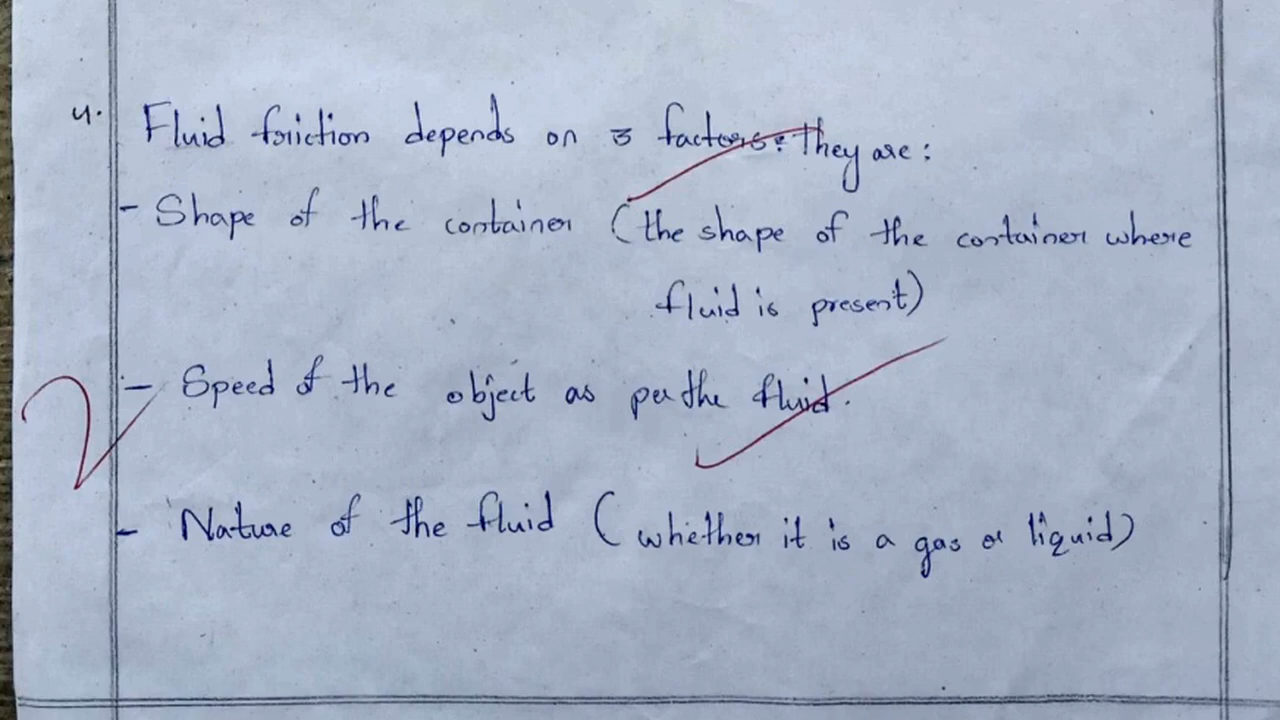 4. Fluid friction depends on 3 factors. They are:
- Shape of the container (the shape of the container where
fluid is present)
- Speed of the object as per the fluid.
- Nature of the fluid (whether it is a gas or liquid)